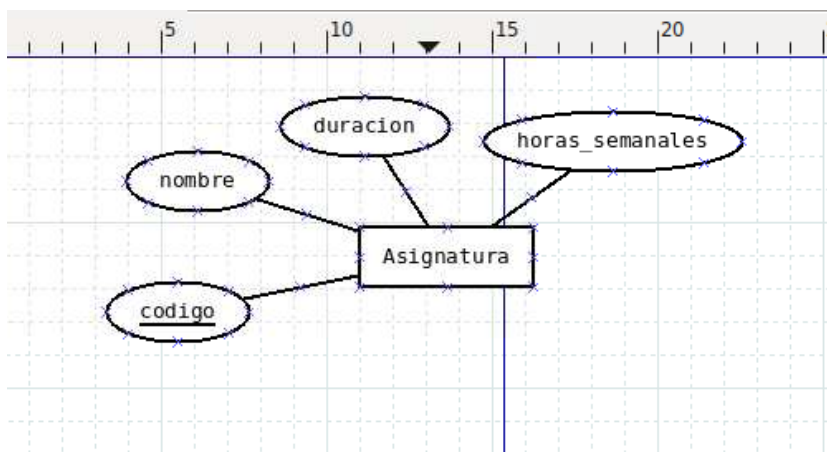 5 10 15 20
duracion
horas_semanales
nombre
Asignatura
codigo